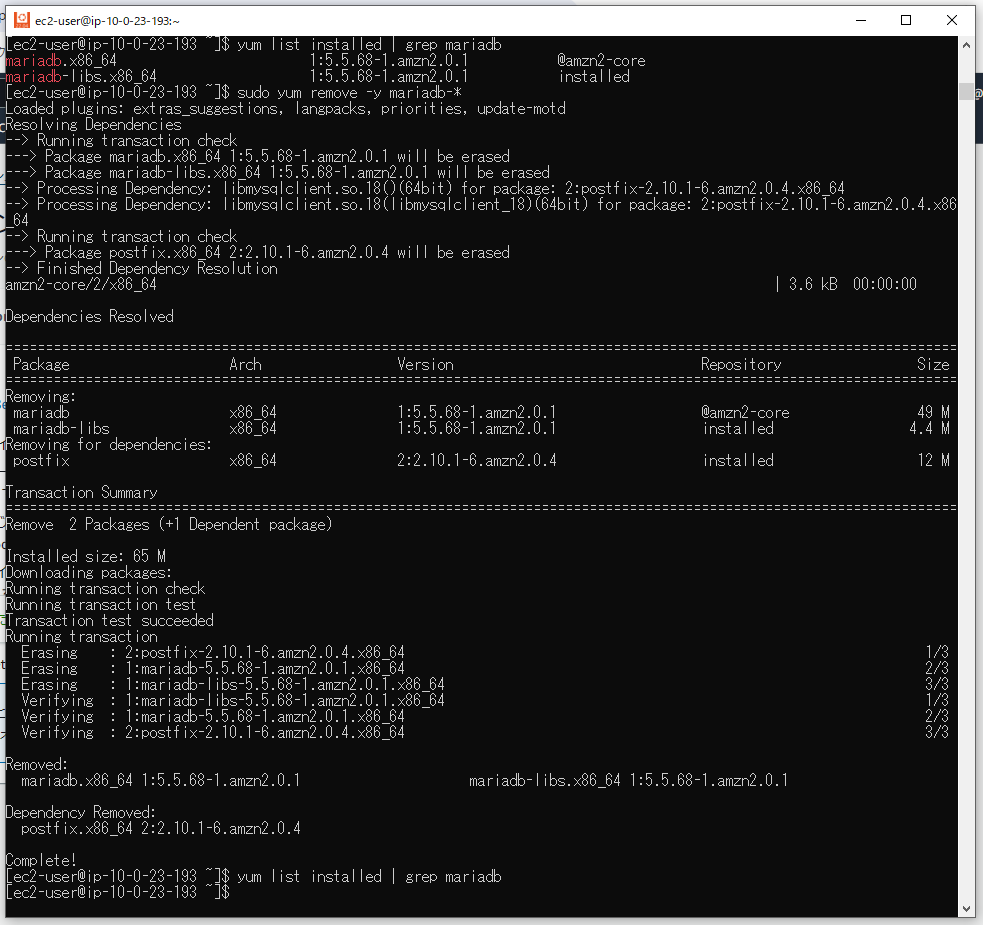 ec2-user@ip-10-0-23-193:~
[ec2-user@ip-10-0-23-193 ~]$ yum list installed | grep mariadb
mariadb.x86_64 1:5.5.68-1.amzn2.0.1 @amzn2-core
mariadb-libs.x86_64 1:5.5.68-1.amzn2.0.1 installed
[ec2-user@ip-10-0-23-193 ~]$ sudo yum remove -y mariadb-*
Loaded plugins: extras_suggestions, langpacks, priorities, update-motd
Resolving Dependencies
--> Running transaction check
---> Package mariadb.x86_64 1:5.5.68-1.amzn2.0.1 will be erased
---> Package mariadb-libs.x86_64 1:5.5.68-1.amzn2.0.1 will be erased
--> Processing Dependency: libmysqlclient.so.18()(64bit) for package: 2:postfix-2.10.1-6.amzn2.0.4.x86_64
--> Processing Dependency: libmysqlclient.so.18(libmysqlclient_18)(64bit) for package: 2:postfix-2.10.1-6.amzn2.0.4.x86
_64
--> Running transaction check
---> Package postfix.x86_64 2:2.10.1-6.amzn2.0.4 will be erased
--> Finished Dependency Resolution
amzn2-core/2/x86_64 | 3.6 kB 00:00:00
Dependencies Resolved
Package Arch Version Repository Size
Removing:
mariadb x86_64 1:5.5.68-1.amzn2.0.1 @amzn2-core 49 M
mariadb-libs x86_64 1:5.5.68-1.amzn2.0.1 installed 4.4 M
Removing for dependencies:
postfix x86_64 2:2.10.1-6.amzn2.0.4 installed 12 M
Transaction Summary
Remove 2 Packages (+1 Dependent package)
Installed size: 65 M
Downloading packages:
Running transaction check
Running transaction test
Transaction test succeeded
Running transaction
Erasing : 2:postfix-2.10.1-6.amzn2.0.4.x86_64 1/3
Erasing : 1:mariadb-5.5.68-1.amzn2.0.1.x86_64 2/3
Erasing : 1:mariadb-libs-5.5.68-1.amzn2.0.1.x86_64 3/3
Verifying : 1:mariadb-libs-5.5.68-1.amzn2.0.1.x86_64 1/3
Verifying : 1:mariadb-5.5.68-1.amzn2.0.1.x86_64 2/3
Verifying : 2:postfix-2.10.1-6.amzn2.0.4.x86_64 3/3
Removed:
mariadb.x86_64 1:5.5.68-1.amzn2.0.1 mariadb-libs.x86_64 1:5.5.68-1.amzn2.0.1
Dependency Removed:
postfix.x86_64 2:2.10.1-6.amzn2.0.4
Complete!
[ec2-user@ip-10-0-23-193 ~]$ yum list installed | grep mariadb
[ec2-user@ip-10-0-23-193 ~]$